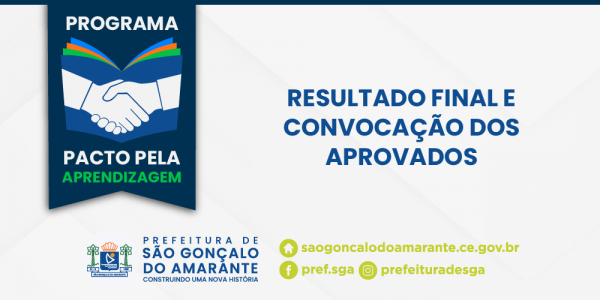 PROGRAMA
PACTO PELA
APRENDIZAGEM
RESULTADO FINAL E
CONVOCAÇÃO DOS
APROVADOS
PREFEITURA DE
SÃO GONÇALO
DO AMARANTE
CONSTRUINDO UMA NOVA HISTÓRIA
saogoncalodoamarante.ce.gov.br
pref.sga prefeituradesga